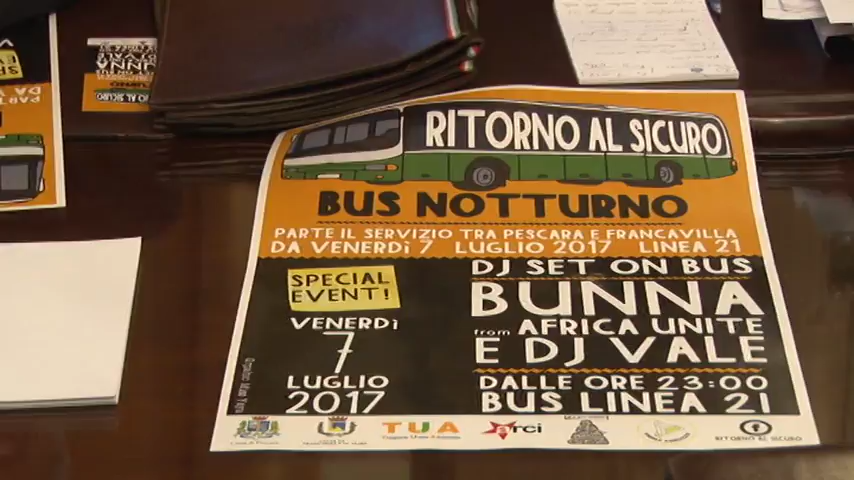 RITORNO AL SICURO
BUS NOTTURNO
PARTE IL SERVIZIO TRA PESCARA E FRANCAVILLA
DA VENERDì 7 LUGLIO 2017 LINEA 21
SPECIAL
EVENT!
VENERDì
7
LUGLIO
2017
DJ SET ON BUS
BUNNA
from AFRICA UNITE
E DJ VALE
DALLE ORE 23:00
BUS LINEA 21
TUA
arci
RITORNO AL SICURO